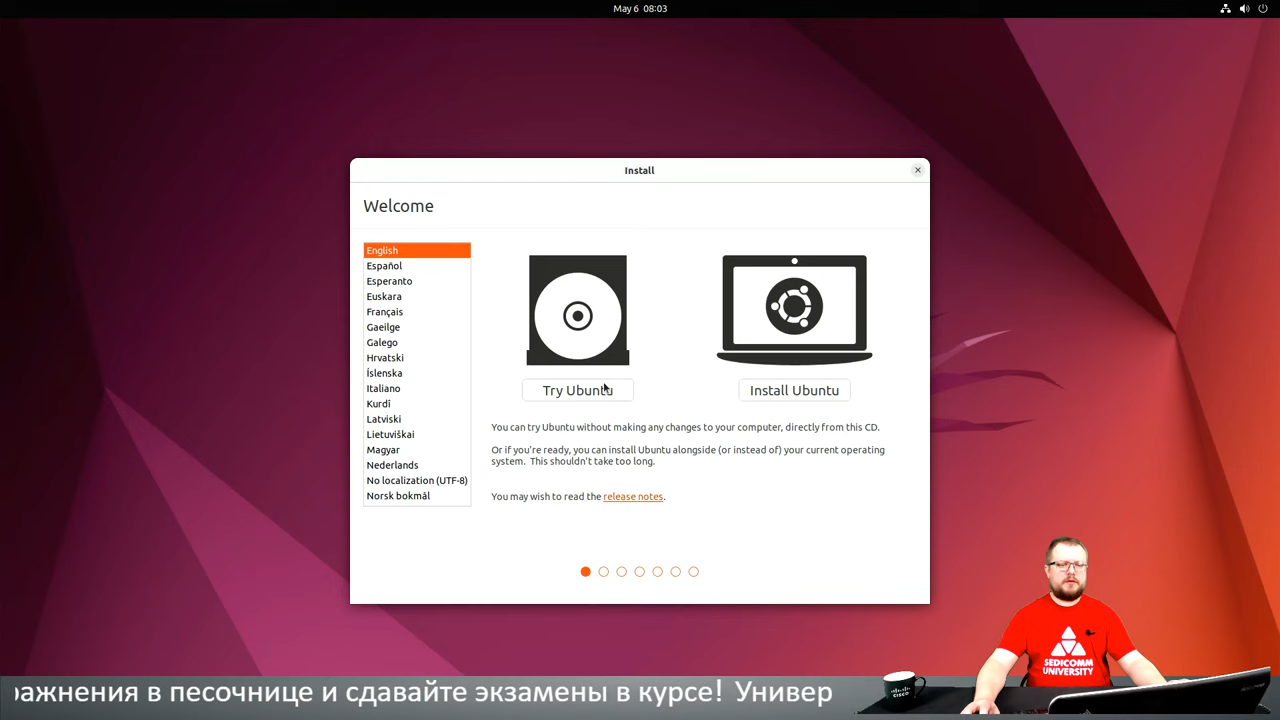 May 6 08:03
Install
Welcome
English
Español
Esperanto
Euskara
Français
Gaeilge
Galego
Hrvatski
Íslenska
Italiano
Kurdî
Latviski
Lietuviškai
Magyar
Nederlands
No localization (UTF-8)
Norsk bokmål
Try Ubuntu
Install Ubuntu
You can try Ubuntu without making any changes to your computer, directly from this CD.
Or if you're ready, you can install Ubuntu alongside (or instead of) your current operating
system. This shouldn't take too long.
You may wish to read the release notes.
SEDICOMM
UNIVERSITY
CISCO
ражнения в песочнице и сдавайте экзамены в курсе! Универ